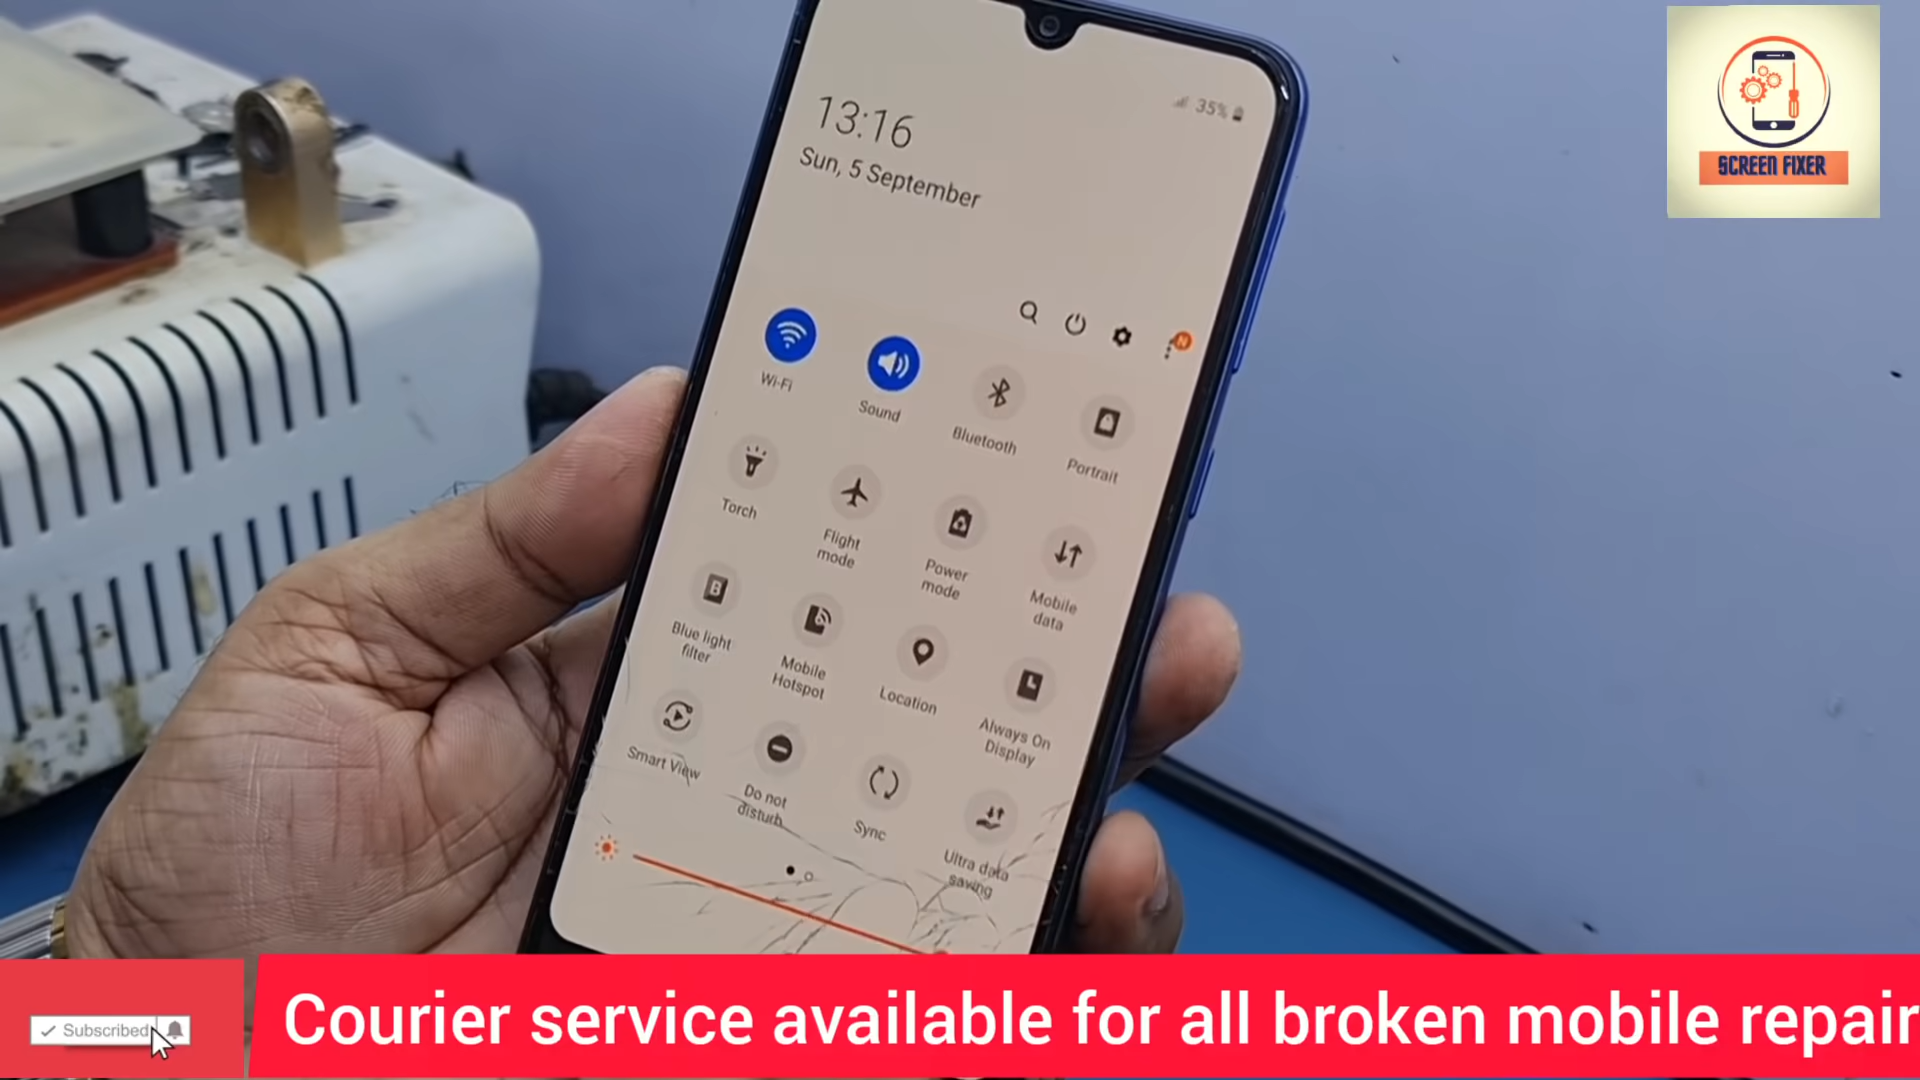 SCREEN FIXER
35%
13:16
Sun, 5 September
N
Wi-Fi
Sound
Bluetooth
Portrait
Torch
Flight
mode
Power
mode
Mobile
data
B
Blue light
filter
Mobile
Hotspot
Location
Always On
Display
Smart View
Do not
disturb
Sync
Ultra data
saving
Subscribed
Courier service available for all broken mobile repair